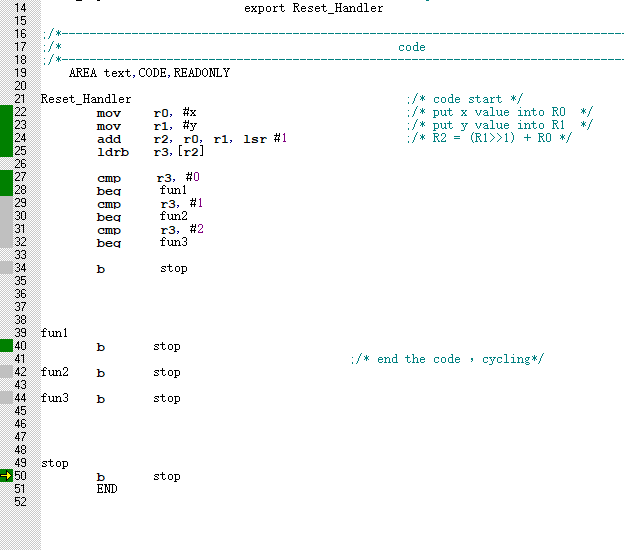 14 export Reset_Handler
15
16 ;/*----------------------------------------------------------------------------------
17 ;/* code
18 ;/*----------------------------------------------------------------------------------
19 AREA text,CODE,READONLY
20
21 Reset_Handler ;/* code start */
22 mov r0, #x ;/* put x value into R0 */
23 mov r1, #y ;/* put y value into R1 */
24 add r2, r0, r1, lsr #1 ;/* R2 = (R1>>1) + R0 */
25 ldrb r3,[r2]
26
27 cmp r3, #0
28 beq fun1
29 cmp r3, #1
30 beq fun2
31 cmp r3, #2
32 beq fun3
33
34 b stop
35
36
37
38
39 fun1
40 b stop
41 ;/* end the code , cycling*/
42 fun2 b stop
43
44 fun3 b stop
45
46
47
48
49 stop
50 b stop
51 END
52